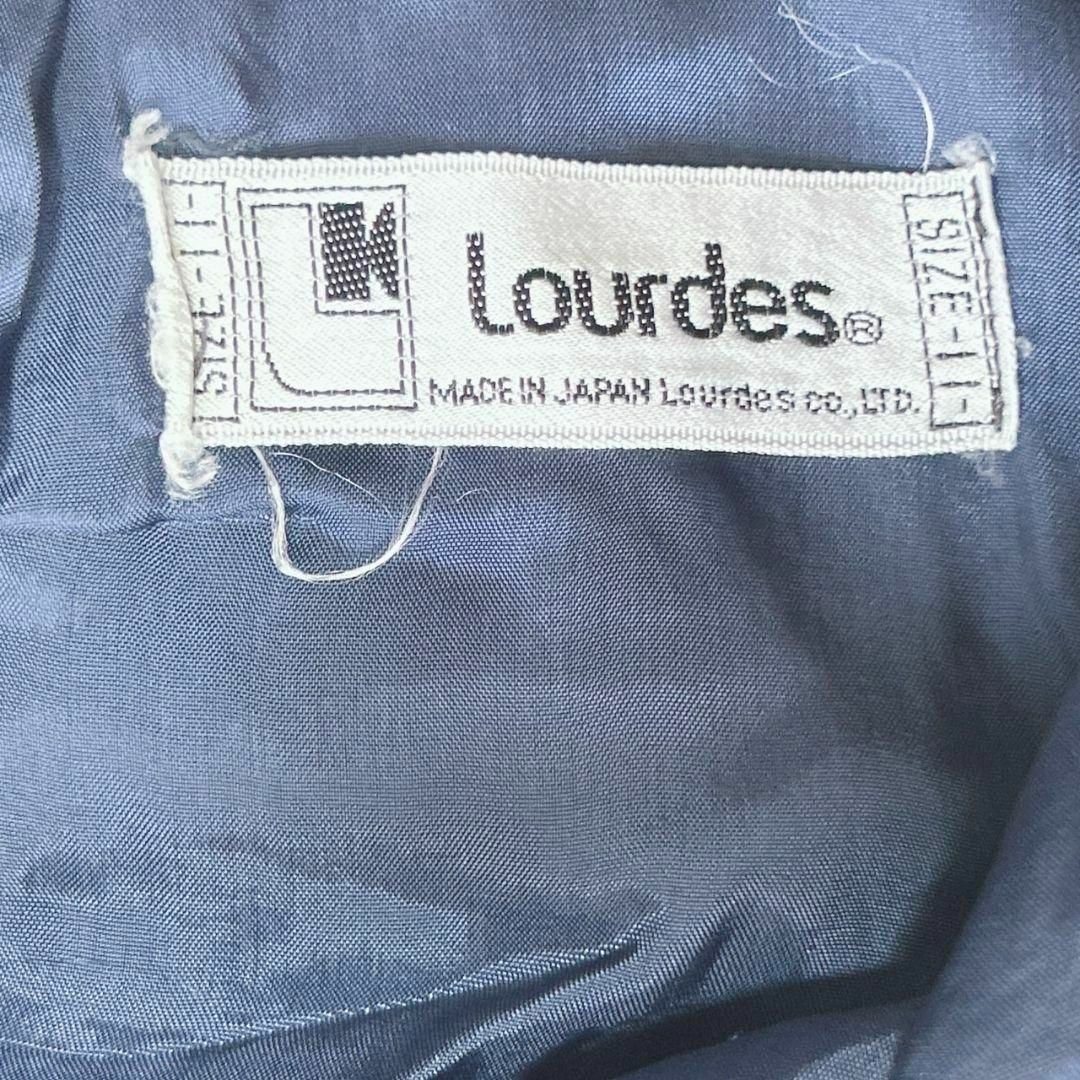 SIZE-11-
K
Lourdes®
MADE IN JAPAN Lourdes co.,LTD.
SIZE-11-